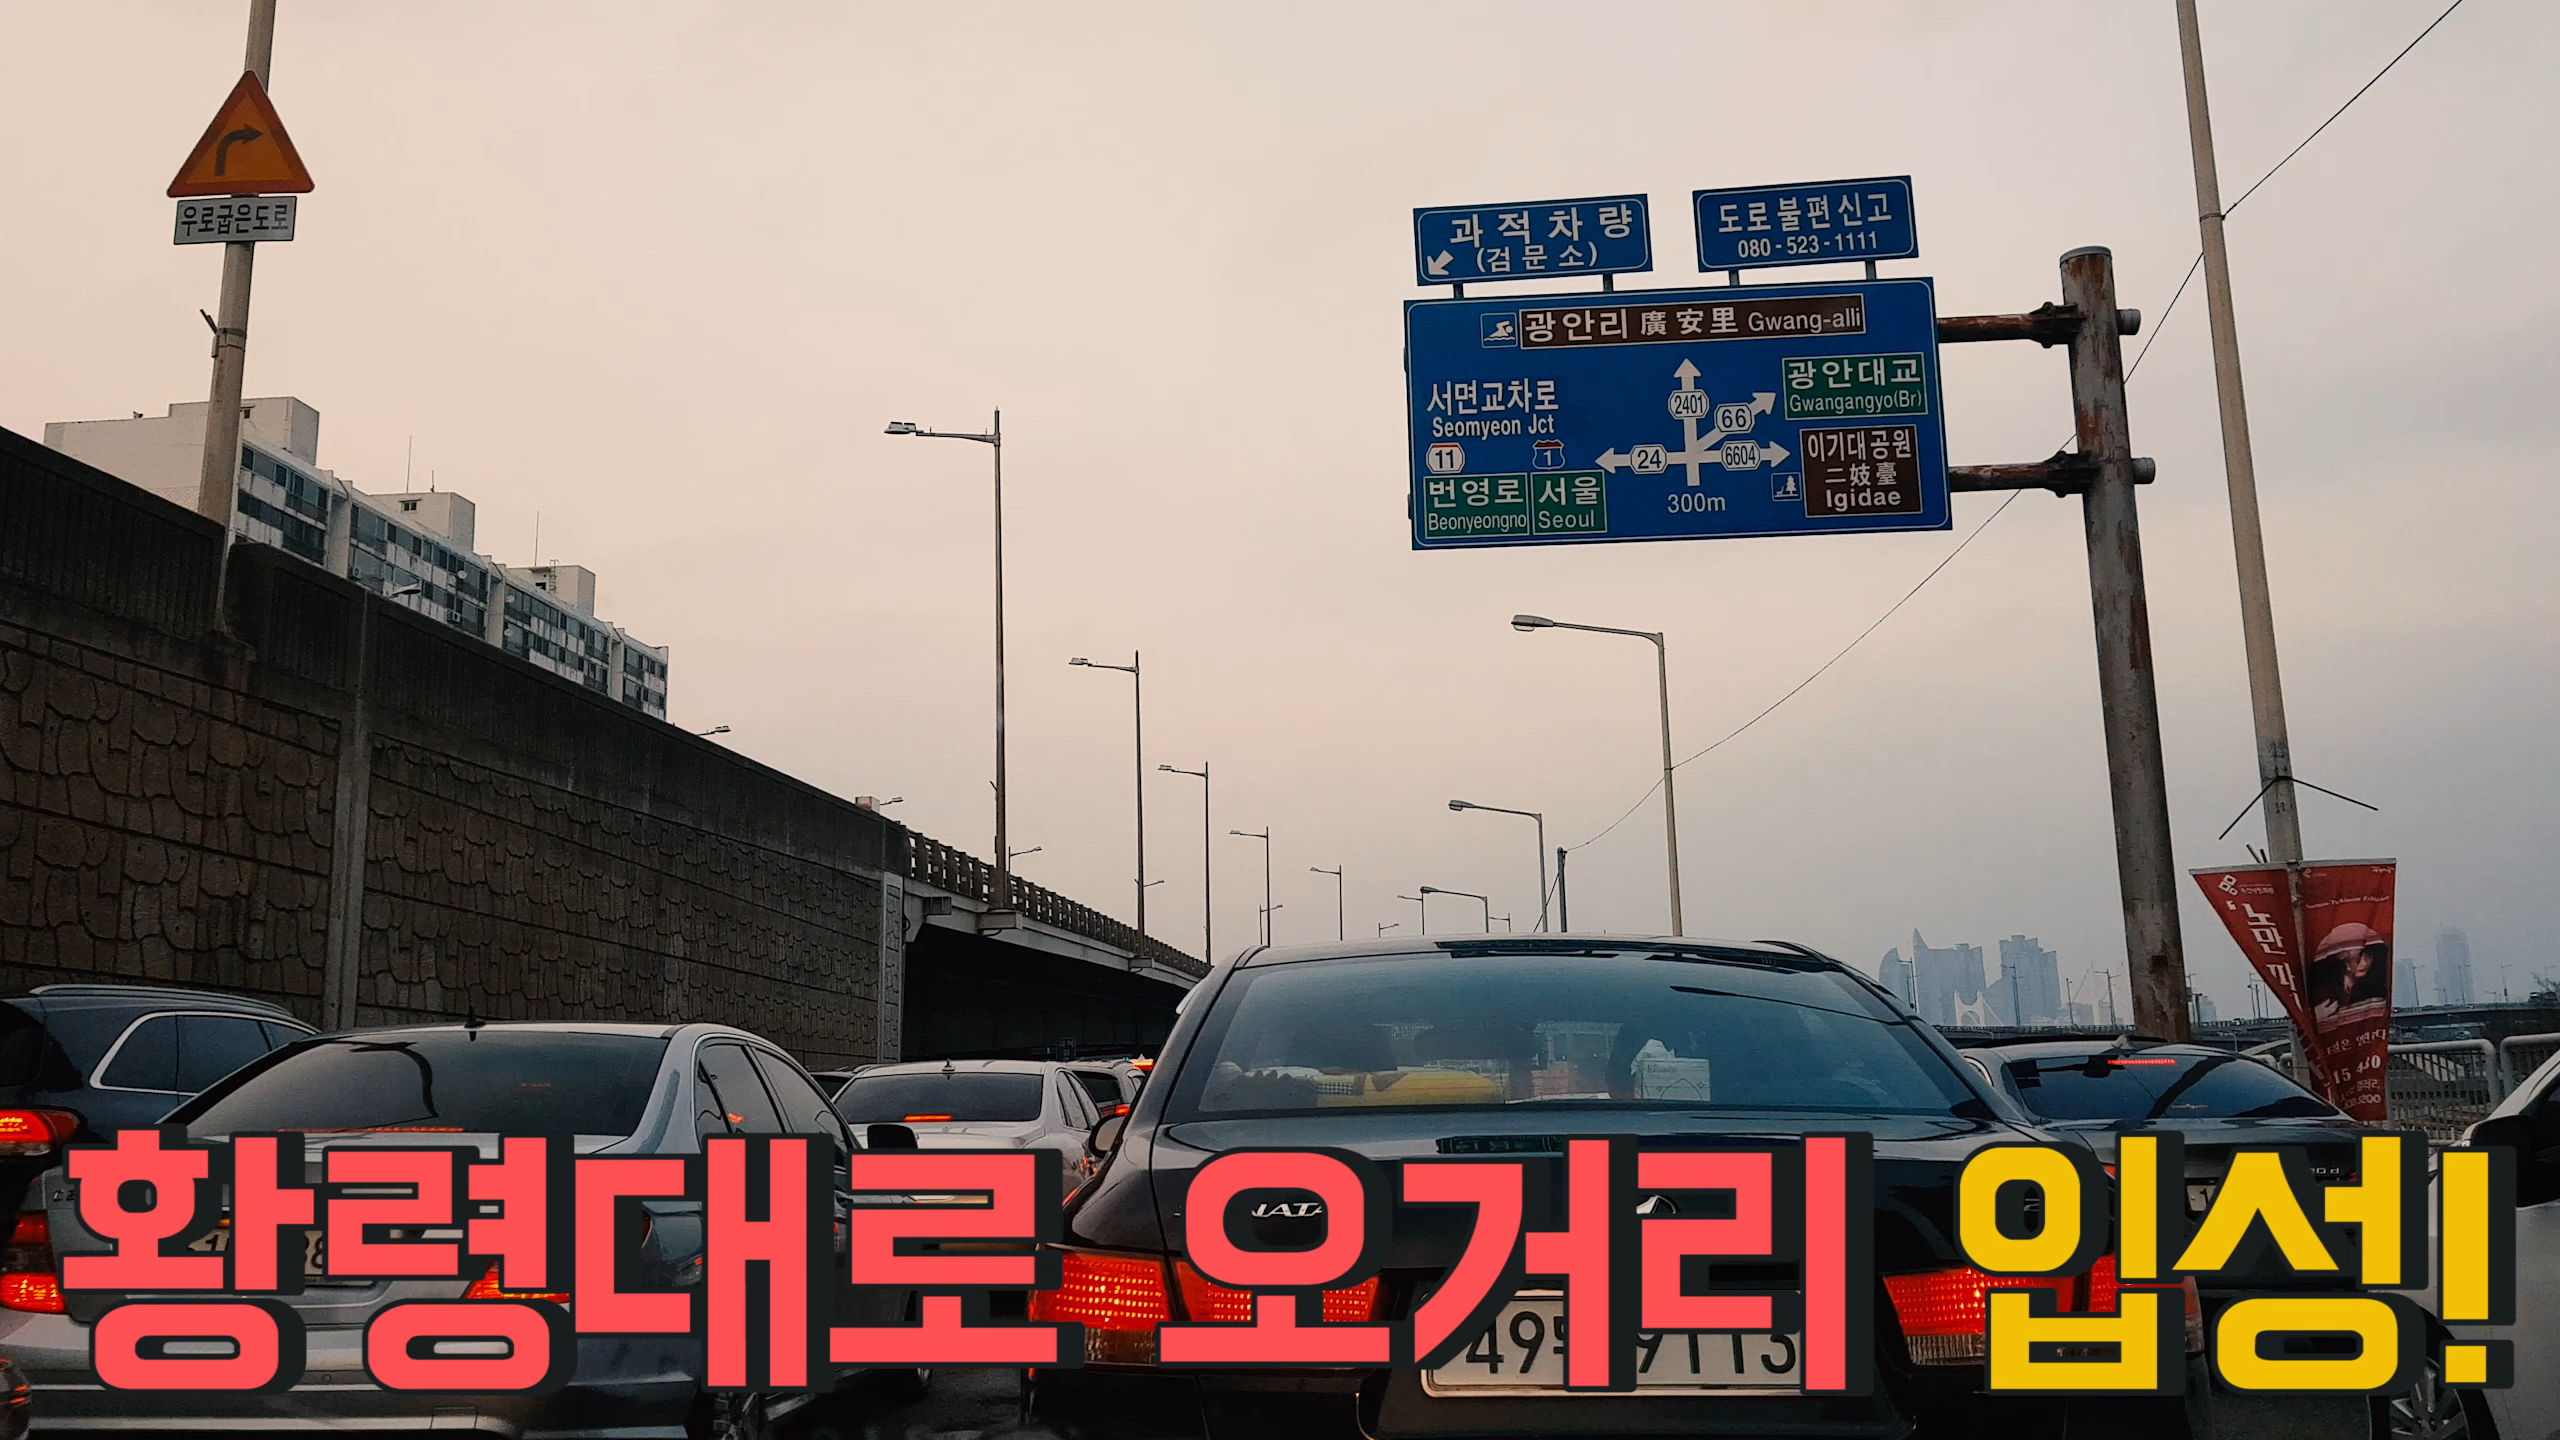 우로굽은도로
과적차량
(검문소)
도로불편신고
080-523-1111
광안리 廣安里 Gwang-alli
서면교차로
Seomyeon Jct
11
1
번영로
Beonyeongno
서울
Seoul
24
2401
66
6604
300m
광안대교
Gwangangyo(Br)
이기대공원
二妓臺
Igidae
황령대로 오거리 입성!